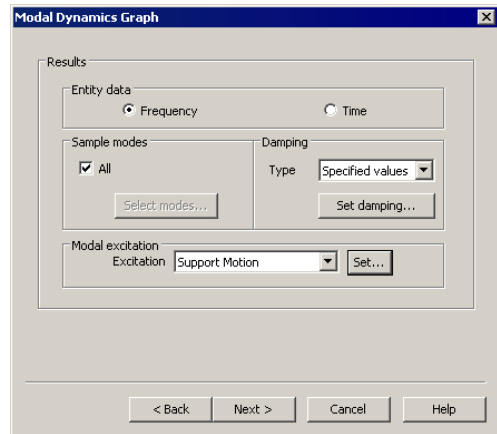 Modal Dynamics Graph
Results
Entity data
Frequency Time
Sample modes Damping
All Type Specified values
Select modes... Set damping...
Modal excitation
Excitation Support Motion Set...
< Back Next > Cancel Help